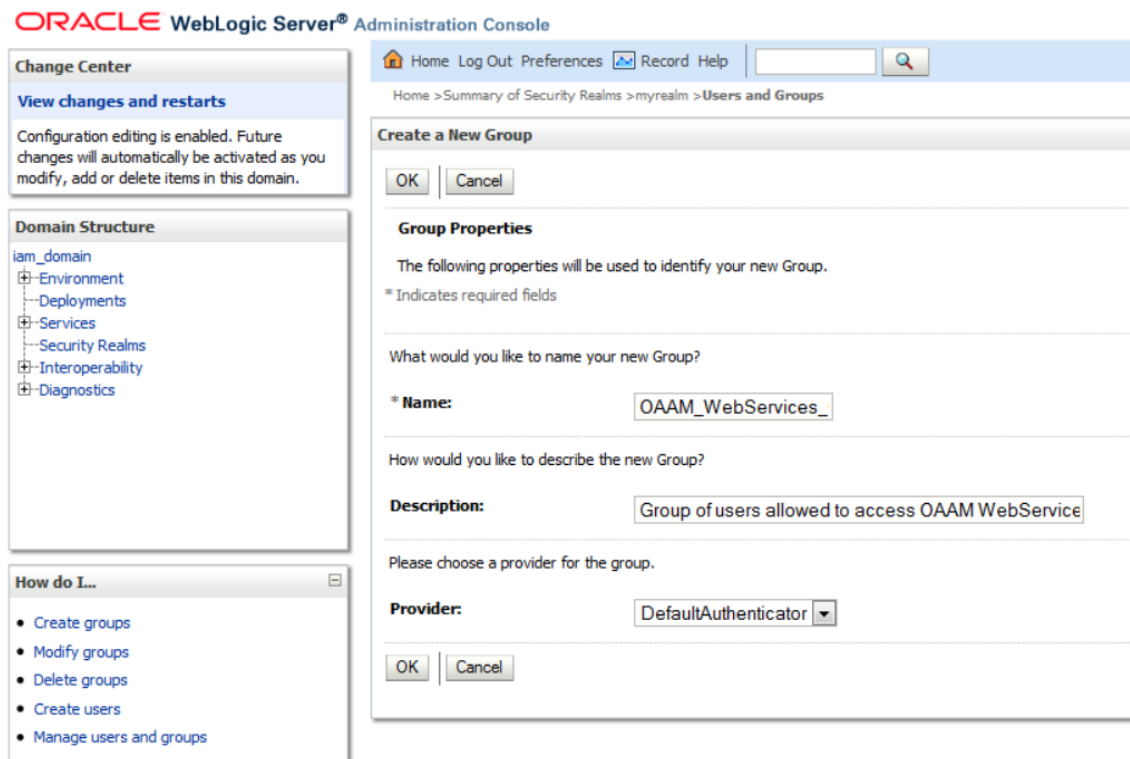 ORACLE WebLogic Server® Administration Console
Change Center
View changes and restarts
Configuration editing is enabled. Future
changes will automatically be activated as you
modify, add or delete items in this domain.
Domain Structure
iam_domain
Environment
Deployments
Services
Security Realms
Interoperability
Diagnostics
How do I...
Create groups
Modify groups
Delete groups
Create users
Manage users and groups
Home Log Out Preferences Record Help
Home >Summary of Security Realms >myrealm >Users and Groups
Create a New Group
OK Cancel
Group Properties
The following properties will be used to identify your new Group.
* Indicates required fields
What would you like to name your new Group?
* Name: OAAM_WebServices_
How would you like to describe the new Group?
Description: Group of users allowed to access OAAM WebService
Please choose a provider for the group.
Provider: DefaultAuthenticator
OK Cancel